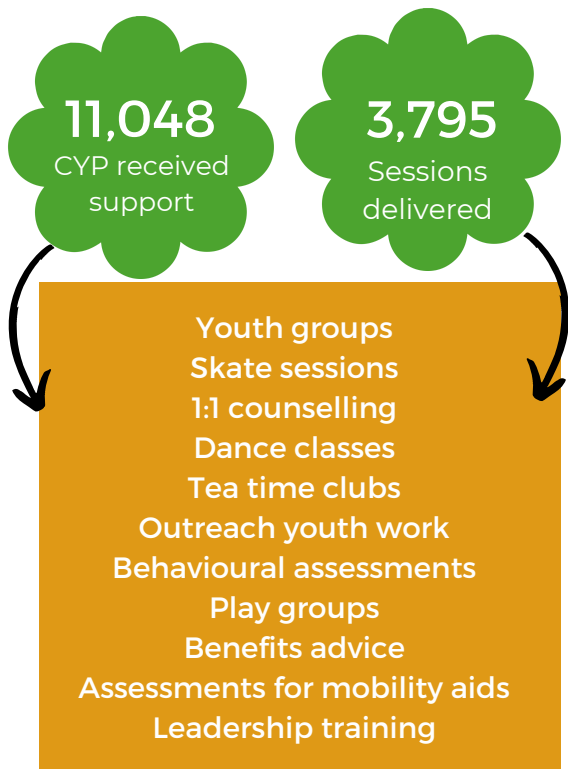 11,048
CYP received
support
3,795
Sessions
delivered
Youth groups
Skate sessions
1:1 counselling
Dance classes
Tea time clubs
Outreach youth work
Behavioural assessments
Play groups
Benefits advice
Assessments for mobility aids
Leadership training